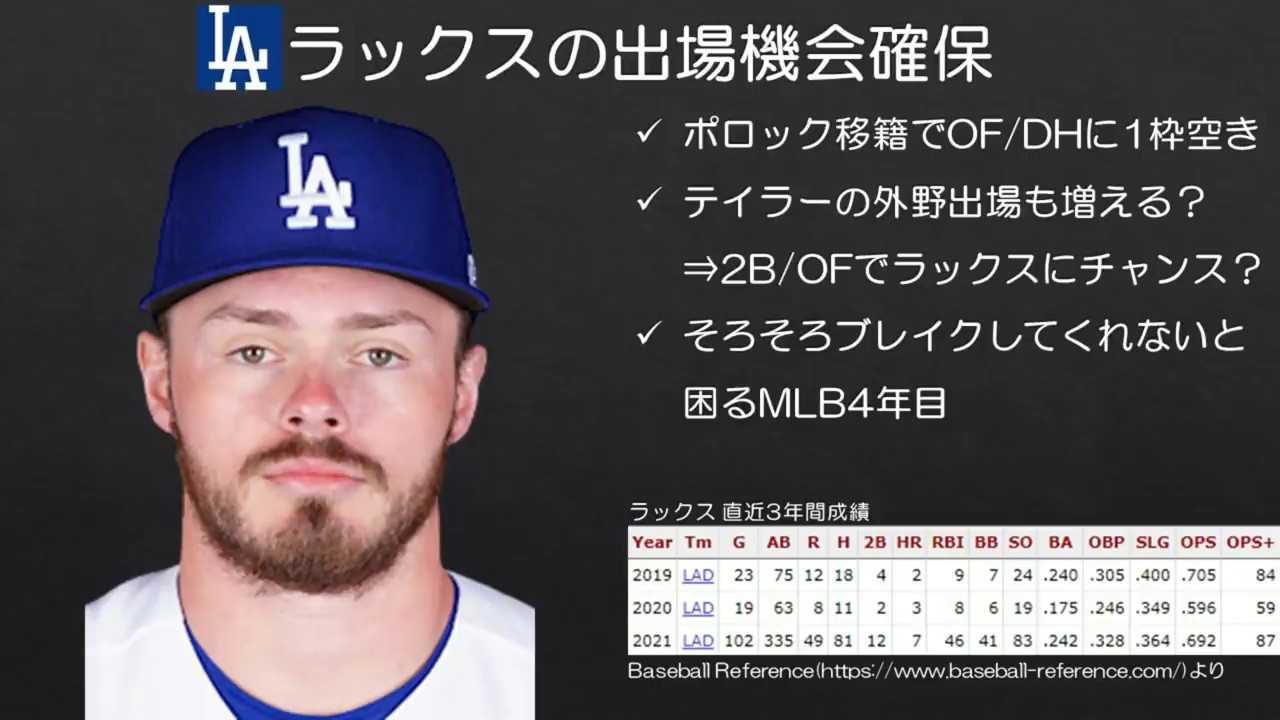 LA ラックスの出場機会確保
LA
✓ ポロック移籍でOF/DHに1枠空き
✓ テイラーの外野出場も増える？
⇒2B/OFでラックスにチャンス？
✓ そろそろブレイクしてくれないと
困るMLB4年目
ラックス 直近3年間成績
Year Tm G AB R H 2B HR RBI BB SO BA OBP SLG OPS OPS+
2019 LAD 23 75 12 18 4 2 9 7 24 .240 .305 .400 .705 84
2020 LAD 19 63 8 11 2 3 8 6 19 .175 .246 .349 .596 59
2021 LAD 102 335 49 81 12 7 46 41 83 .242 .328 .364 .692 87
Baseball Reference(https://www.baseball-reference.com/)より